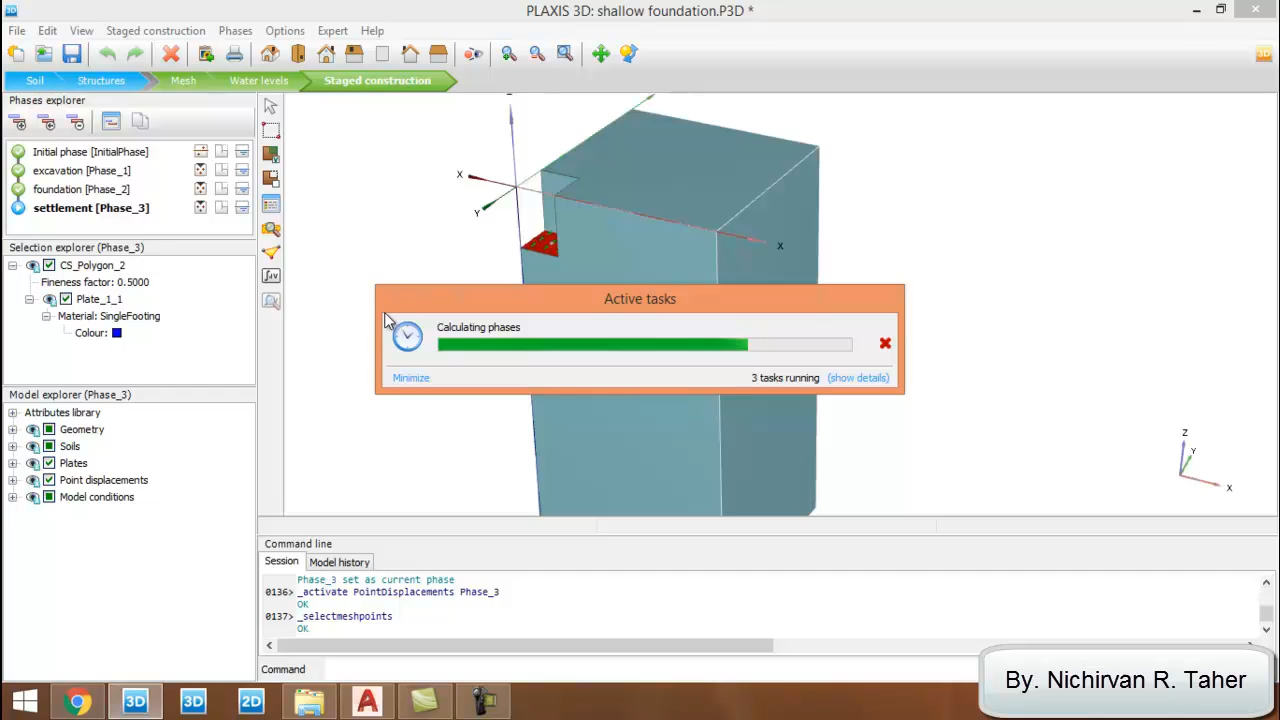 PLAXIS 3D: shallow foundation.P3D *
File Edit View Staged construction Phases Options Expert Help
Soil Structures Mesh Water levels Staged construction
Phases explorer
Initial phase [InitialPhase]
excavation [Phase_1]
foundation [Phase_2]
settlement [Phase_3]
Selection explorer (Phase_3)
CS_Polygon_2
Fineness factor: 0.5000
Plate_1_1
Material: SingleFooting
Colour:
Model explorer (Phase_3)
Attributes library
Geometry
Soils
Plates
Point displacements
Model conditions
X
Y
X
Active tasks
Calculating phases
Minimize 3 tasks running (show details)
Z
Y
X
Command line
Session Model history
Phase_3 set as current phase
0136> _activate PointDisplacements Phase_3
OK
0137> _selectmeshpoints
OK
Command
By. Nichirvan R. Taher
3D 3D 2D